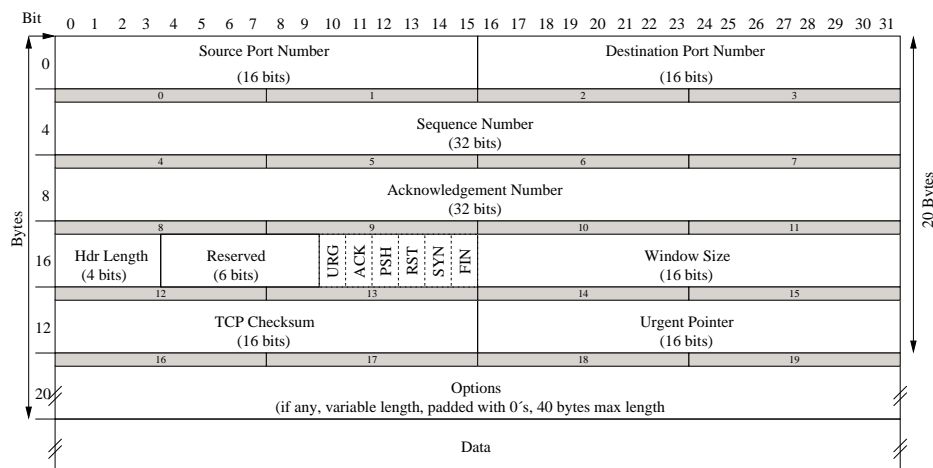 Bit 0 1 2 3 4 5 6 7 8 9 10 11 12 13 14 15 16 17 18 19 20 21 22 23 24 25 26 27 28 29 30 31
0 Source Port Number Destination Port Number
(16 bits) (16 bits)
0 1 2 3
4 Sequence Number
(32 bits)
4 5 6 7
8 Acknowledgement Number
(32 bits)
8 9 10 11
16 Hdr Length Reserved URG ACK PSH RST SYN FIN Window Size
(4 bits) (6 bits) (16 bits)
12 13 14 15
12 TCP Checksum Urgent Pointer
(16 bits) (16 bits)
16 17 18 19
20 Options
(if any, variable length, padded with 0´s, 40 bytes max length
Data
Bytes
20 Bytes